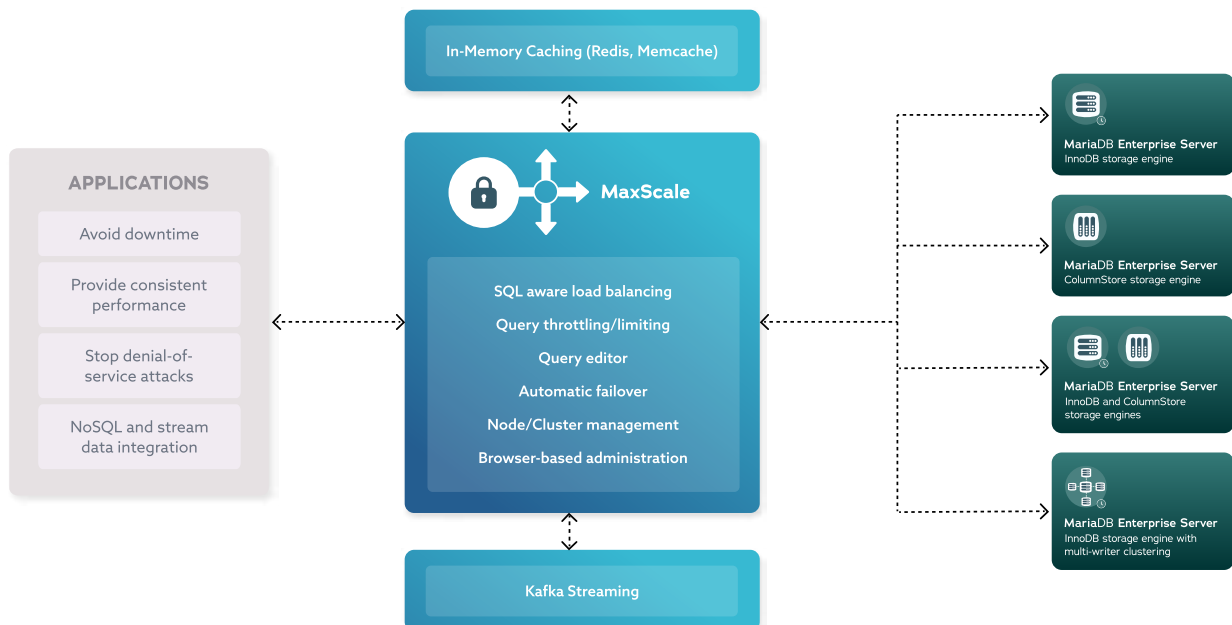 In-Memory Caching (Redis, Memcache)
APPLICATIONS
Avoid downtime
Provide consistent
performance
Stop denial-of-
service attacks
NoSQL and stream
data integration
MaxScale
SQL aware load balancing
Query throttling/limiting
Query editor
Automatic failover
Node/Cluster management
Browser-based administration
Kafka Streaming
MariaDB Enterprise Server
InnoDB storage engine
MariaDB Enterprise Server
ColumnStore storage engine
MariaDB Enterprise Server
InnoDB and ColumnStore
storage engines
MariaDB Enterprise Server
InnoDB storage engine with
multi-writer clustering